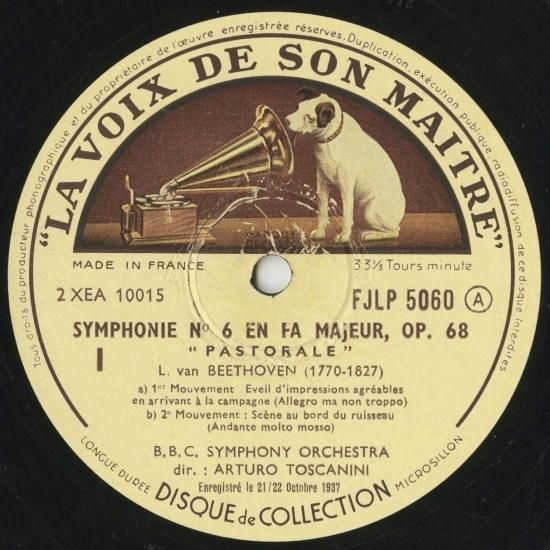 Tous droits du producteur phonographique et du propriétaire de l'œuvre enregistrée réservés. Duplication, exécution publique, radiodiffusion de ce disque interdites
"LA VOIX DE SON MAITRE"
MADE IN FRANCE
33⅓ Tours minute
2 XEA 10015
FJLP 5060 A
SYMPHONIE No 6 EN FA MAJEUR, OP. 68
I
"PASTORALE"
L. van BEETHOVEN (1770-1827)
a) 1er Mouvement Eveil d'impressions agréables
en arrivant à la campagne (Allegro ma non troppo)
b) 2e Mouvement : Scène au bord du ruisseau
(Andante molto mosso)
B.B.C. SYMPHONY ORCHESTRA
dir. : ARTURO TOSCANINI
Enregistré le 21/22 Octobre 1937
LONGUE DURÉE
MICROSILLON
DISQUE de COLLECTION